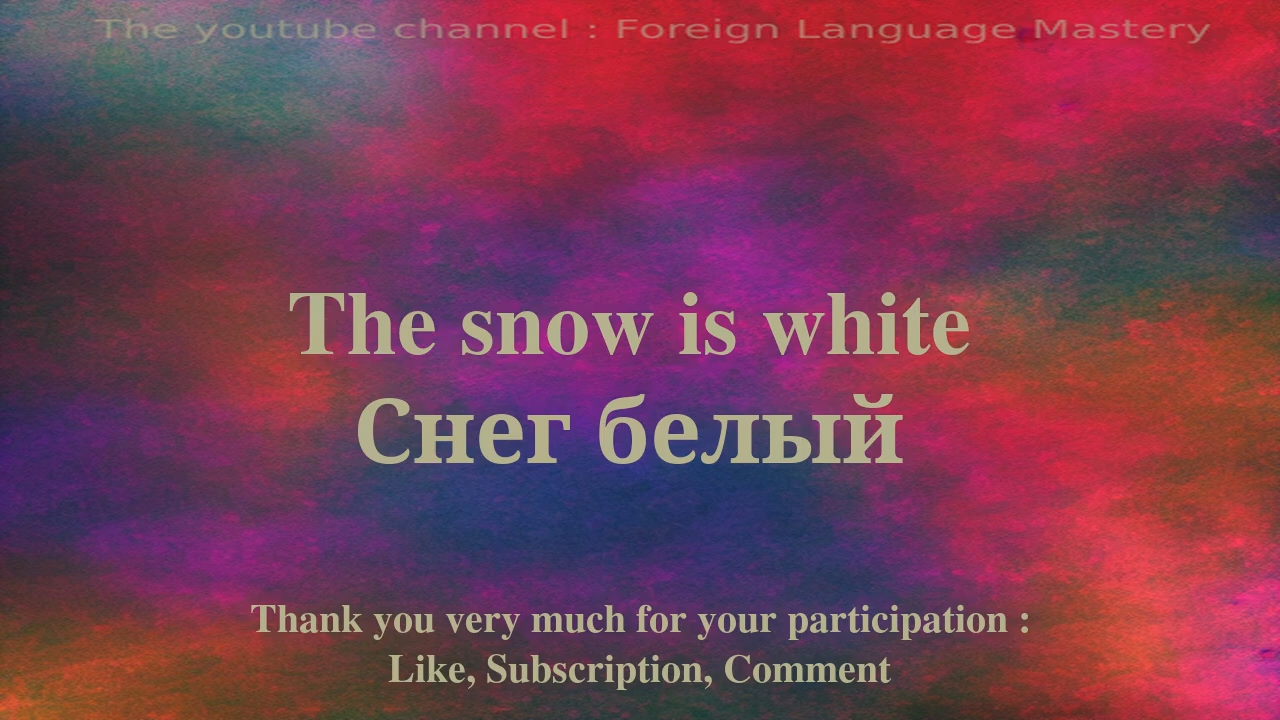 The youtube channel : Foreign Language Mastery
The snow is white
Снег белый
Thank you very much for your participation :
Like, Subscription, Comment